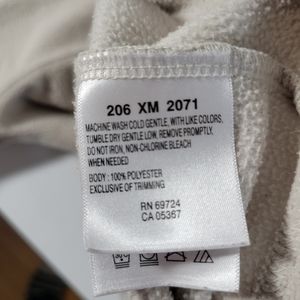 206 XM 2071
MACHINE WASH COLD GENTLE, WITH LIKE COLORS,
TUMBLE DRY GENTLE LOW, REMOVE PROMPTLY,
DO NOT IRON, NON-CHLORINE BLEACH
WHEN NEEDED
BODY : 100% POLYESTER
EXCLUSIVE OF TRIMMING
RN 69724
CA 05367